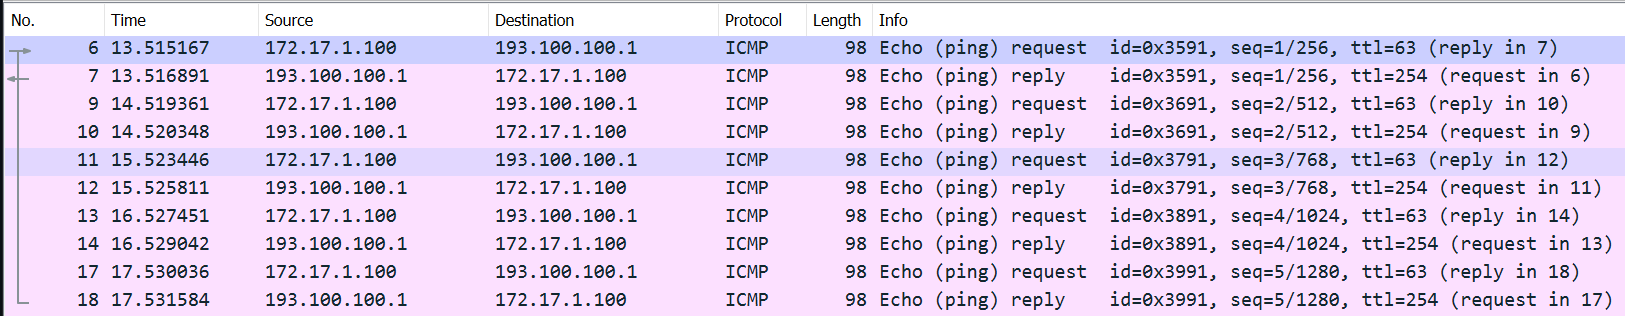 No. Time Source Destination Protocol Length Info
6 13.515167 172.17.1.100 193.100.100.1 ICMP 98 Echo (ping) request id=0x3591, seq=1/256, ttl=63 (reply in 7)
7 13.516891 193.100.100.1 172.17.1.100 ICMP 98 Echo (ping) reply id=0x3591, seq=1/256, ttl=254 (request in 6)
9 14.519361 172.17.1.100 193.100.100.1 ICMP 98 Echo (ping) request id=0x3691, seq=2/512, ttl=63 (reply in 10)
10 14.520348 193.100.100.1 172.17.1.100 ICMP 98 Echo (ping) reply id=0x3691, seq=2/512, ttl=254 (request in 9)
11 15.523446 172.17.1.100 193.100.100.1 ICMP 98 Echo (ping) request id=0x3791, seq=3/768, ttl=63 (reply in 12)
12 15.525811 193.100.100.1 172.17.1.100 ICMP 98 Echo (ping) reply id=0x3791, seq=3/768, ttl=254 (request in 11)
13 16.527451 172.17.1.100 193.100.100.1 ICMP 98 Echo (ping) request id=0x3891, seq=4/1024, ttl=63 (reply in 14)
14 16.529042 193.100.100.1 172.17.1.100 ICMP 98 Echo (ping) reply id=0x3891, seq=4/1024, ttl=254 (request in 13)
17 17.530036 172.17.1.100 193.100.100.1 ICMP 98 Echo (ping) request id=0x3991, seq=5/1280, ttl=63 (reply in 18)
18 17.531584 193.100.100.1 172.17.1.100 ICMP 98 Echo (ping) reply id=0x3991, seq=5/1280, ttl=254 (request in 17)